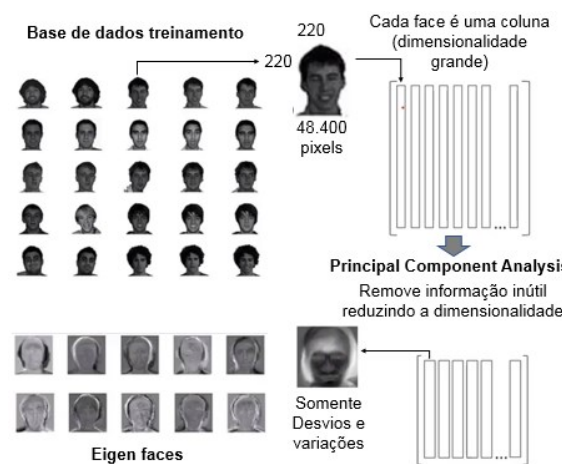 Base de dados treinamento
220
220
48.400
pixels
Cada face é uma coluna
(dimensionalidade
grande)
...
Principal Component Analysis
Remove informação inútil
reduzindo a dimensionalidade
Somente
Desvios e
variações
...
Eigen faces